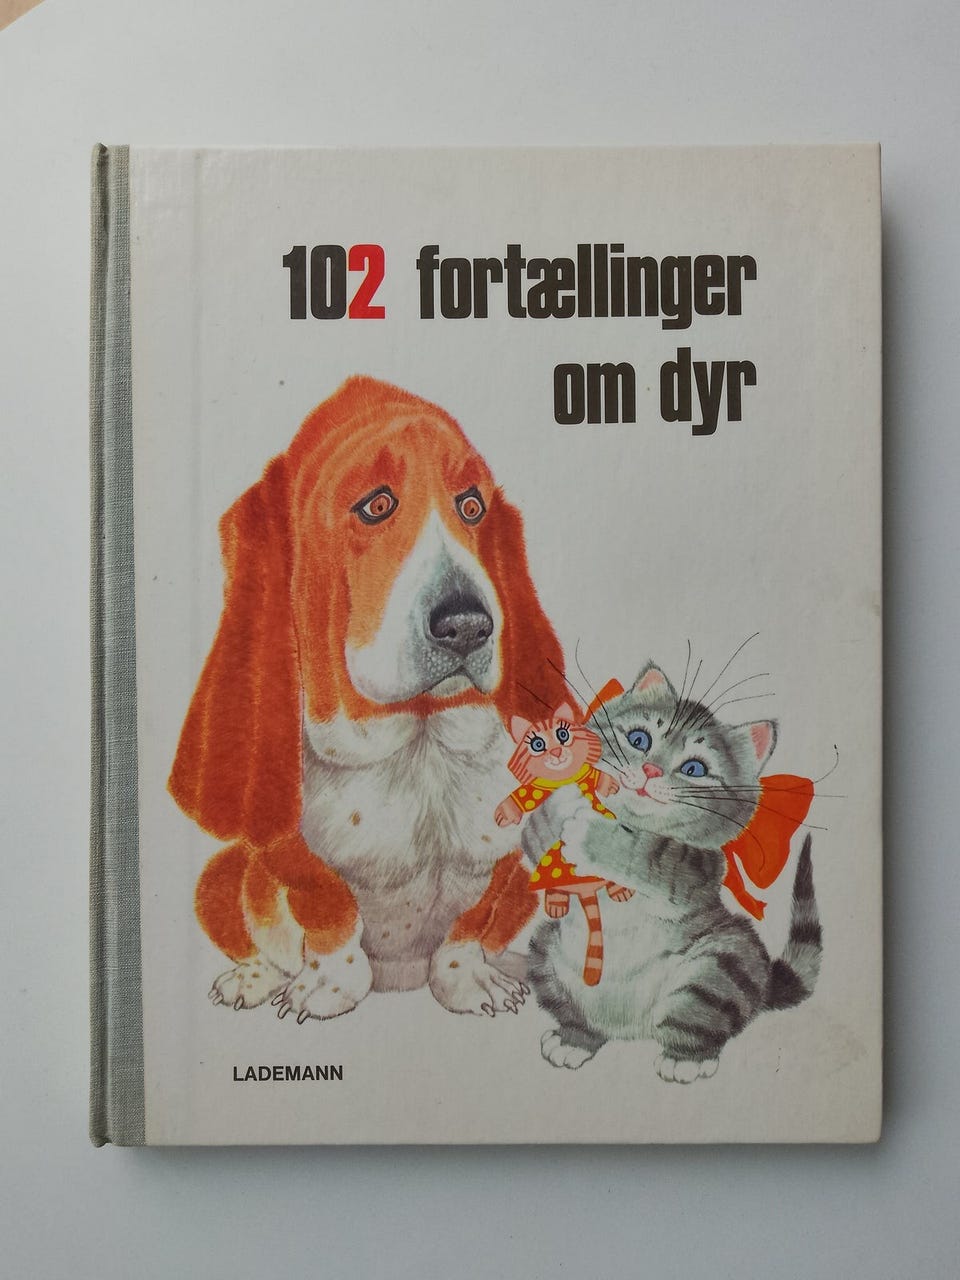 102 fortællinger
om dyr
LADEMANN